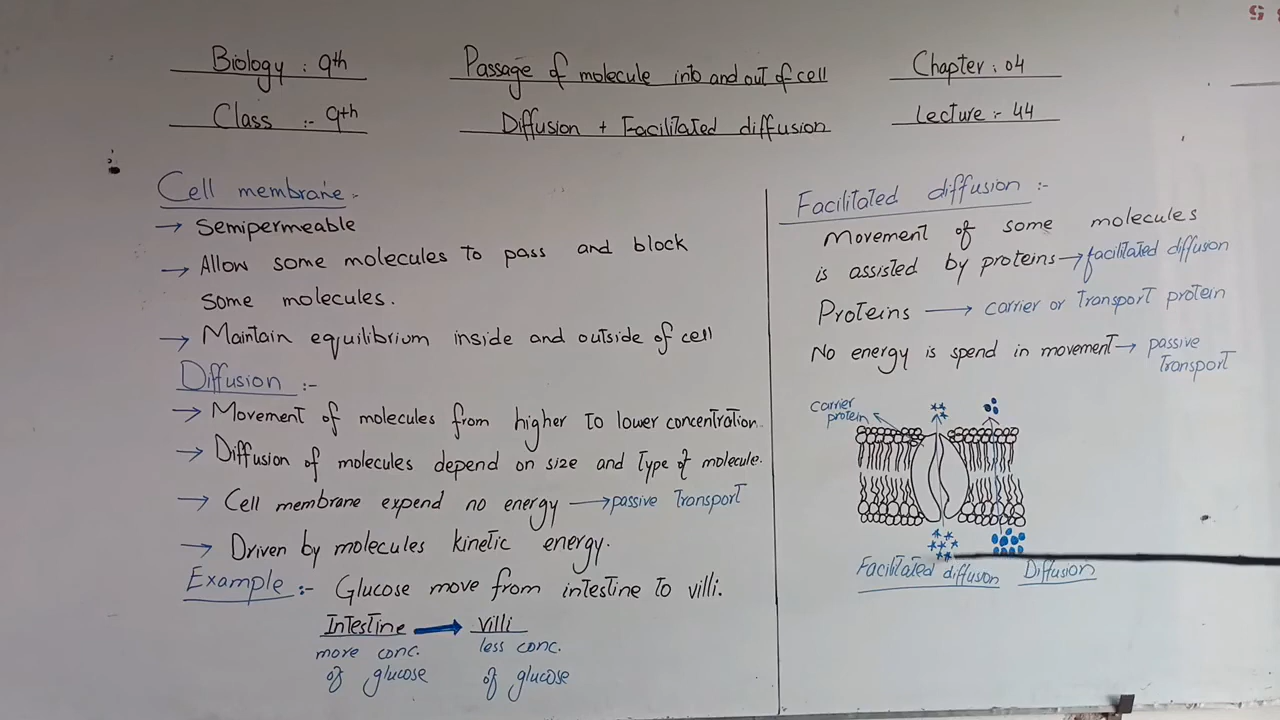 Biology : 9th
Class :- 9th
Passage of molecule into and out of cell
Diffusion + Facilitated diffusion
Chapter : 04
Lecture :- 44
Cell membrane :-
→ Semipermeable
→ Allow some molecules to pass and block
some molecules.
→ Maintain equilibrium inside and outside of cell
Diffusion :-
→ Movement of molecules from higher to lower concentration.
→ Diffusion of molecules depend on size and type of molecule.
→ Cell membrane expend no energy → passive transport
→ Driven by molecules kinetic energy.
Example :- Glucose move from intestine to villi.
Intestine → villi
more conc. less conc.
of glucose of glucose
Facilitated diffusion :-
Movement of some molecules
is assisted by proteins → facilitated diffusion
Proteins → carrier or transport protein
No energy is spend in movement → passive
transport
carrier
protein
Facilitated diffusion Diffusion